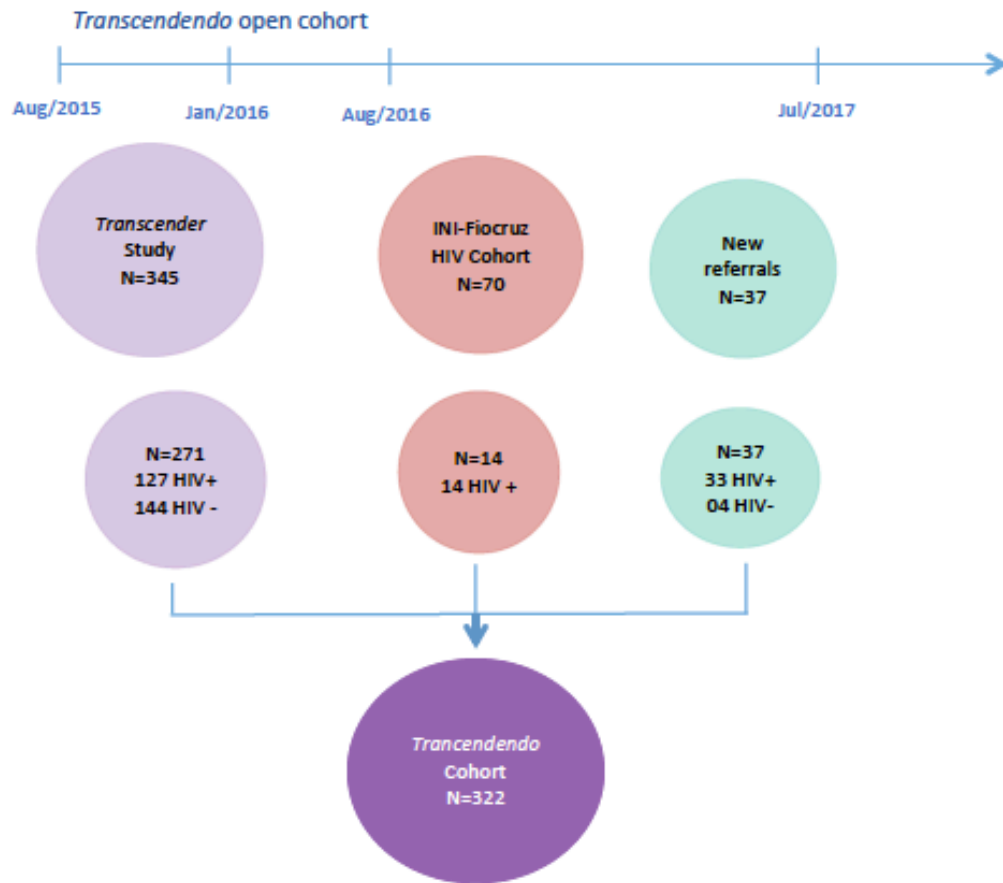 Transcendendo open cohort
Aug/2015
Jan/2016
Aug/2016
Jul/2017
Transcender
Study
N=345
INI-Fiocruz
HIV Cohort
N=70
New
referrals
N=37
N=271
127 HIV+
144 HIV -
N=14
14 HIV +
N=37
33 HIV+
04 HIV-
Trancendendo
Cohort
N=322